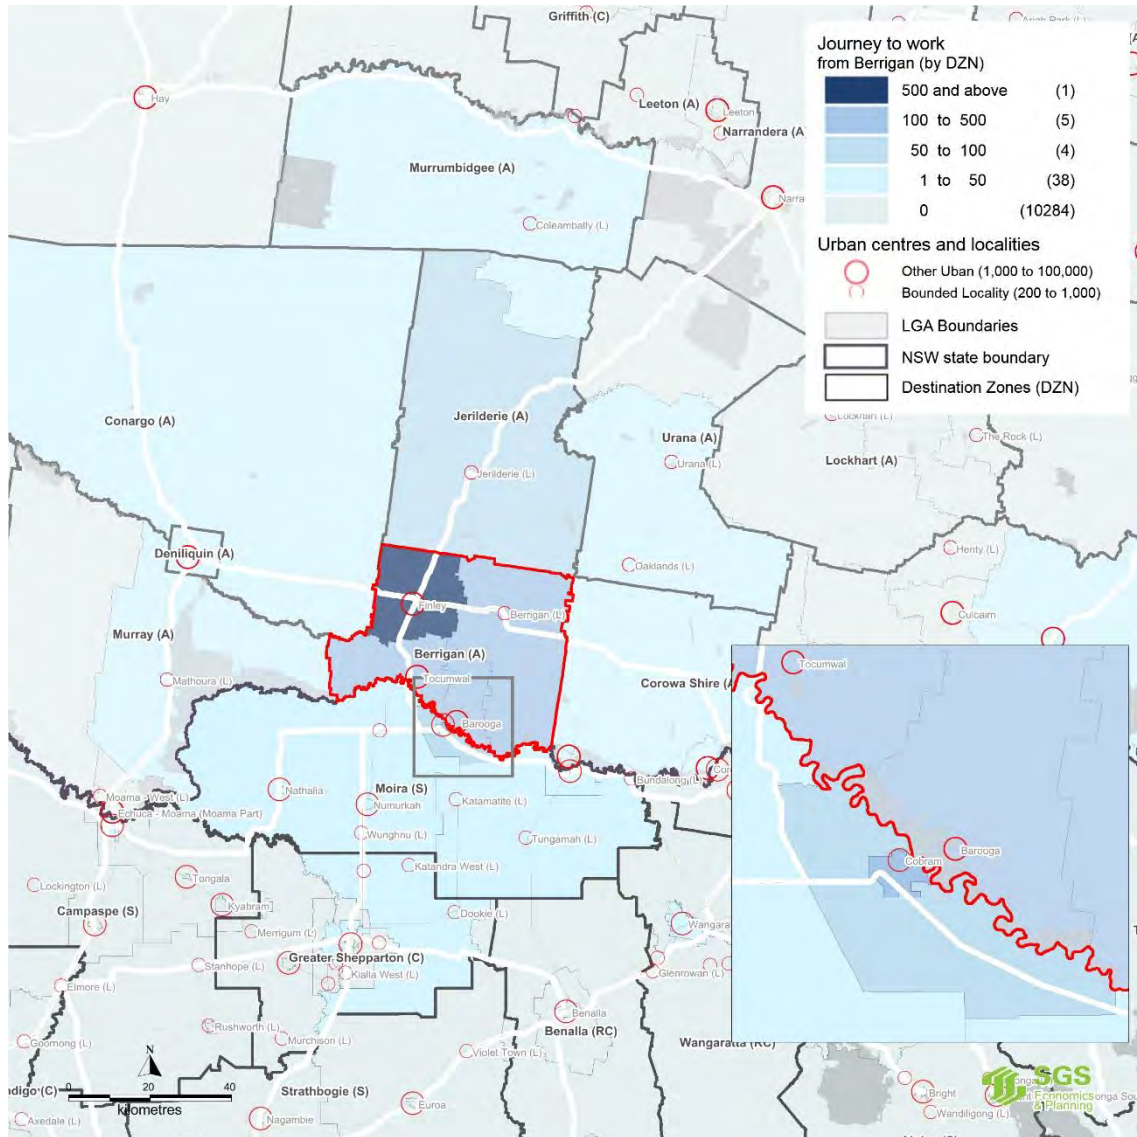 Griffith (C)
Journey to work
from Berrigan (by DZN)
500 and above (1)
100 to 500 (5)
50 to 100 (4)
1 to 50 (38)
0 (10284)
Urban centres and localities
Other Uban (1,000 to 100,000)
Bounded Locality (200 to 1,000)
LGA Boundaries
NSW state boundary
Destination Zones (DZN)
Hay
Leeton (A)
Leeton
Narrandera (A
Murrumbidgee (A)
Narra
Coleambally (L)
Conargo (A)
Jerilderie (A)
Lockhart (L)
Urana (A)
The Rock (L)
Lockhart (A)
Urana (L)
Jerilderie (L)
Deniliquin (A)
Henty (L)
Oaklands (L)
Finley
Berrigan (L)
Culcairn
Murray (A)
Berrigan (A)
Tocumwal
Mathoura (L)
Corowa Shire (A
Tocumwal
Barooga
Moama - West (L)
Nathalia
Moira (S)
Bundalong (L)
Cor
Echuca - Moama (Moama Part)
Numurkah
Katamatite (L)
Wunghnu (L)
Tungamah (L)
Barooga
Cobram
Katandra West (L)
Lockington (L)
Tongala
Kyabram
Campaspe (S)
Dookie (L)
Wangara
Merrigum (L)
Greater Shepparton (C)
Stanhope (L)
Kialla West (L)
Glenrowan (L)
Elmore (L)
Benalla
Rushworth (L)
Benalla (RC)
Goornong (L)
Murchison (L)
Violet Town (L)
Wangaratta (RC)
N
0 20 40
kilometres
ndigo (C)
Strathbogie (S)
SGS
Economics
& Planning
Bright
Euroa
Wandiligong (L)
Axedale (L)
Nagambie